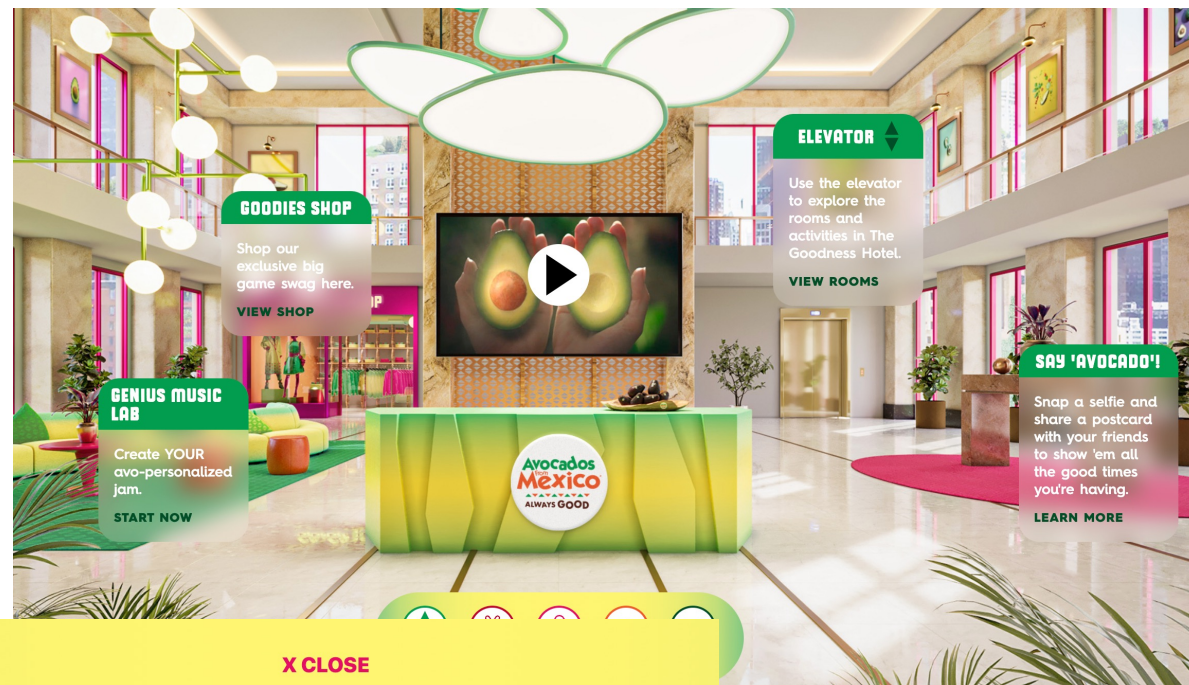 ELEVATOR
Use the elevator
to explore the
rooms and
activities in The
Goodness Hotel.
VIEW ROOMS
GOODIES SHOP
Shop our
exclusive big
game swag here.
VIEW SHOP
OP
SAY 'AVOCADO'!
Snap a selfie and
share a postcard
with your friends
to show 'em all
the good times
you're having.
LEARN MORE
GENIUS MUSIC
LAB
Create YOUR
avo-personalized
jam.
START NOW
Avocados
from
Mexico
ALWAYS GOOD
X CLOSE